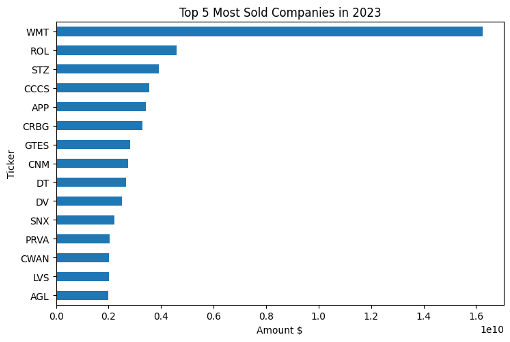 Top 5 Most Sold Companies in 2023
WMT
ROL
STZ
CCCS
APP
CRBG
GTES
CNM
DT
DV
SNX
PRVA
CWAN
LVS
AGL
Ticker
0.0 0.2 0.4 0.6 0.8 1.0 1.2 1.4 1.6
1e10
Amount $